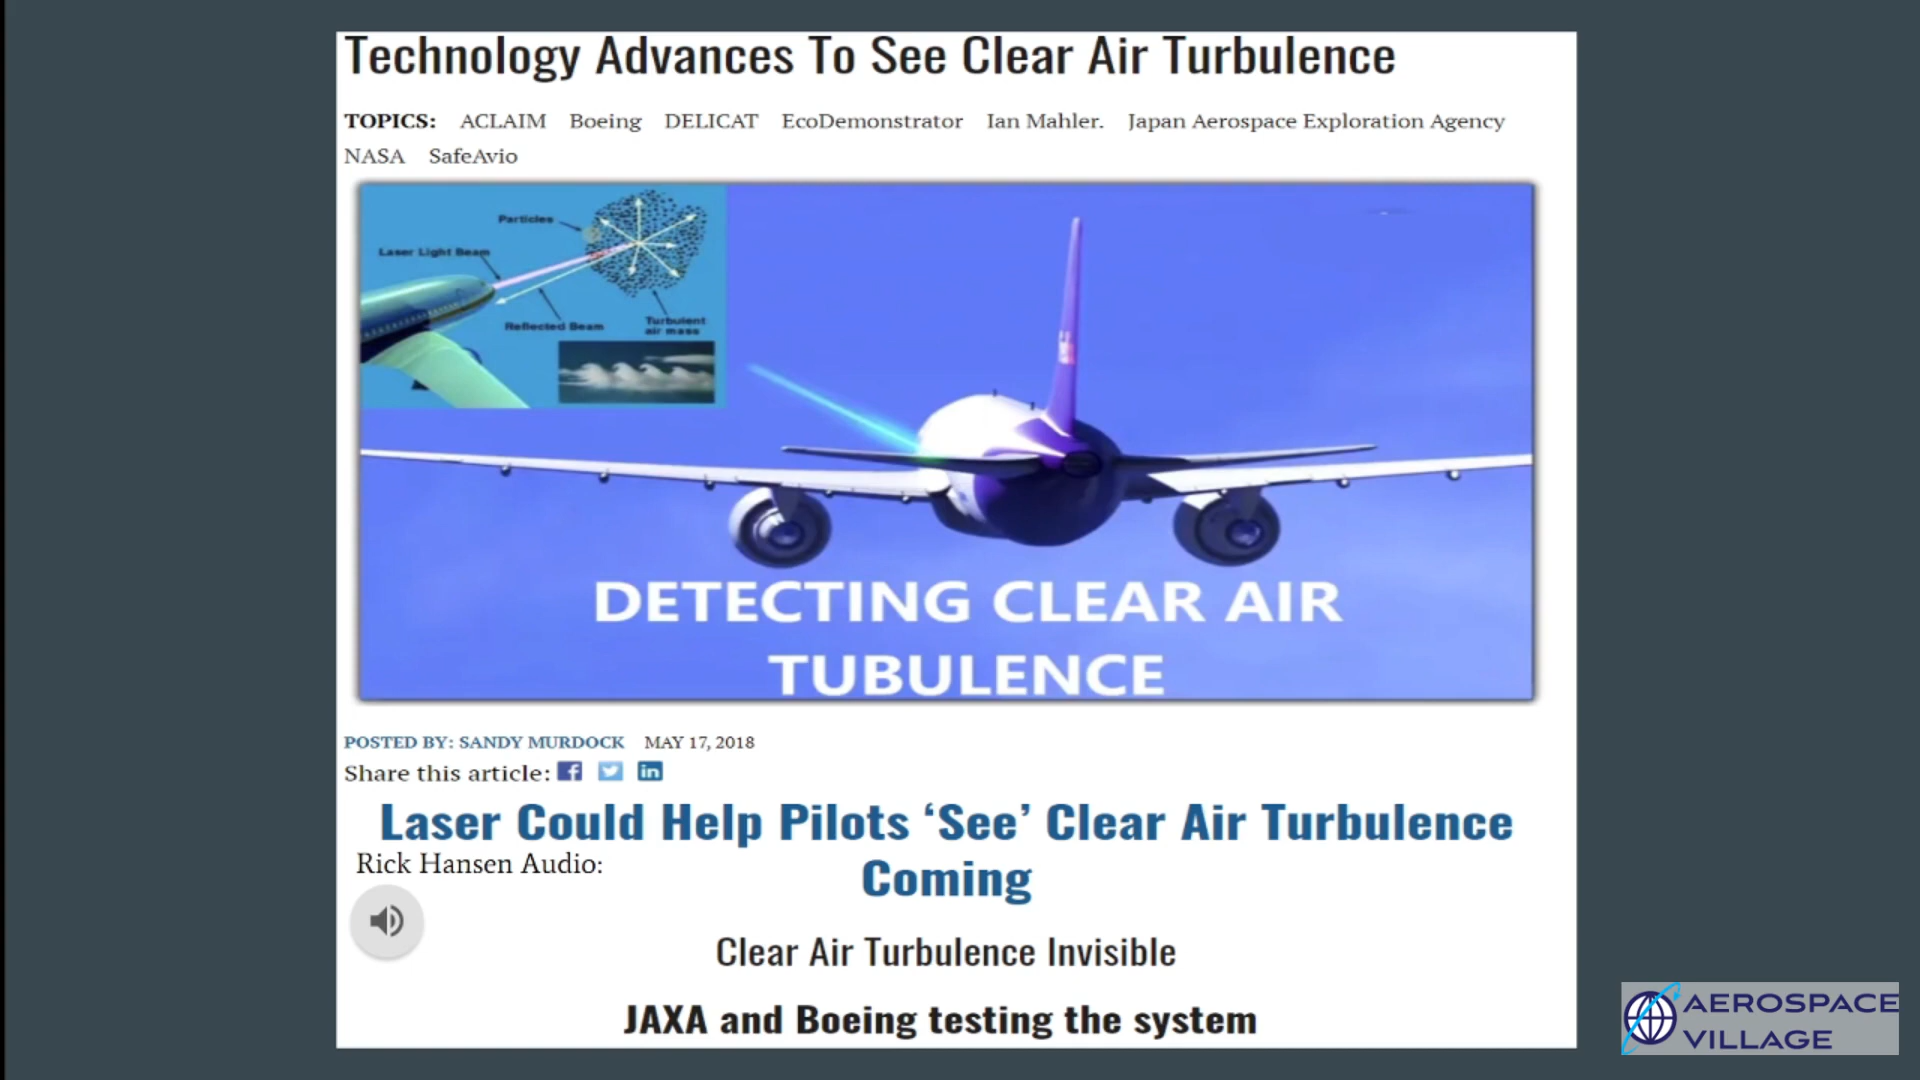 Technology Advances To See Clear Air Turbulence
TOPICS: ACLAIM Boeing DELICAT EcoDemonstrator Ian Mahler. Japan Aerospace Exploration Agency
NASA SafeAvio
Particles
Laser Light Beam
Reflected Beam
Turbulent
air mass
DETECTING CLEAR AIR
TUBULENCE
POSTED BY: SANDY MURDOCK MAY 17, 2018
Share this article:
Laser Could Help Pilots ‘See’ Clear Air Turbulence
Coming
Rick Hansen Audio:
Clear Air Turbulence Invisible
JAXA and Boeing testing the system
AEROSPACE
VILLAGE